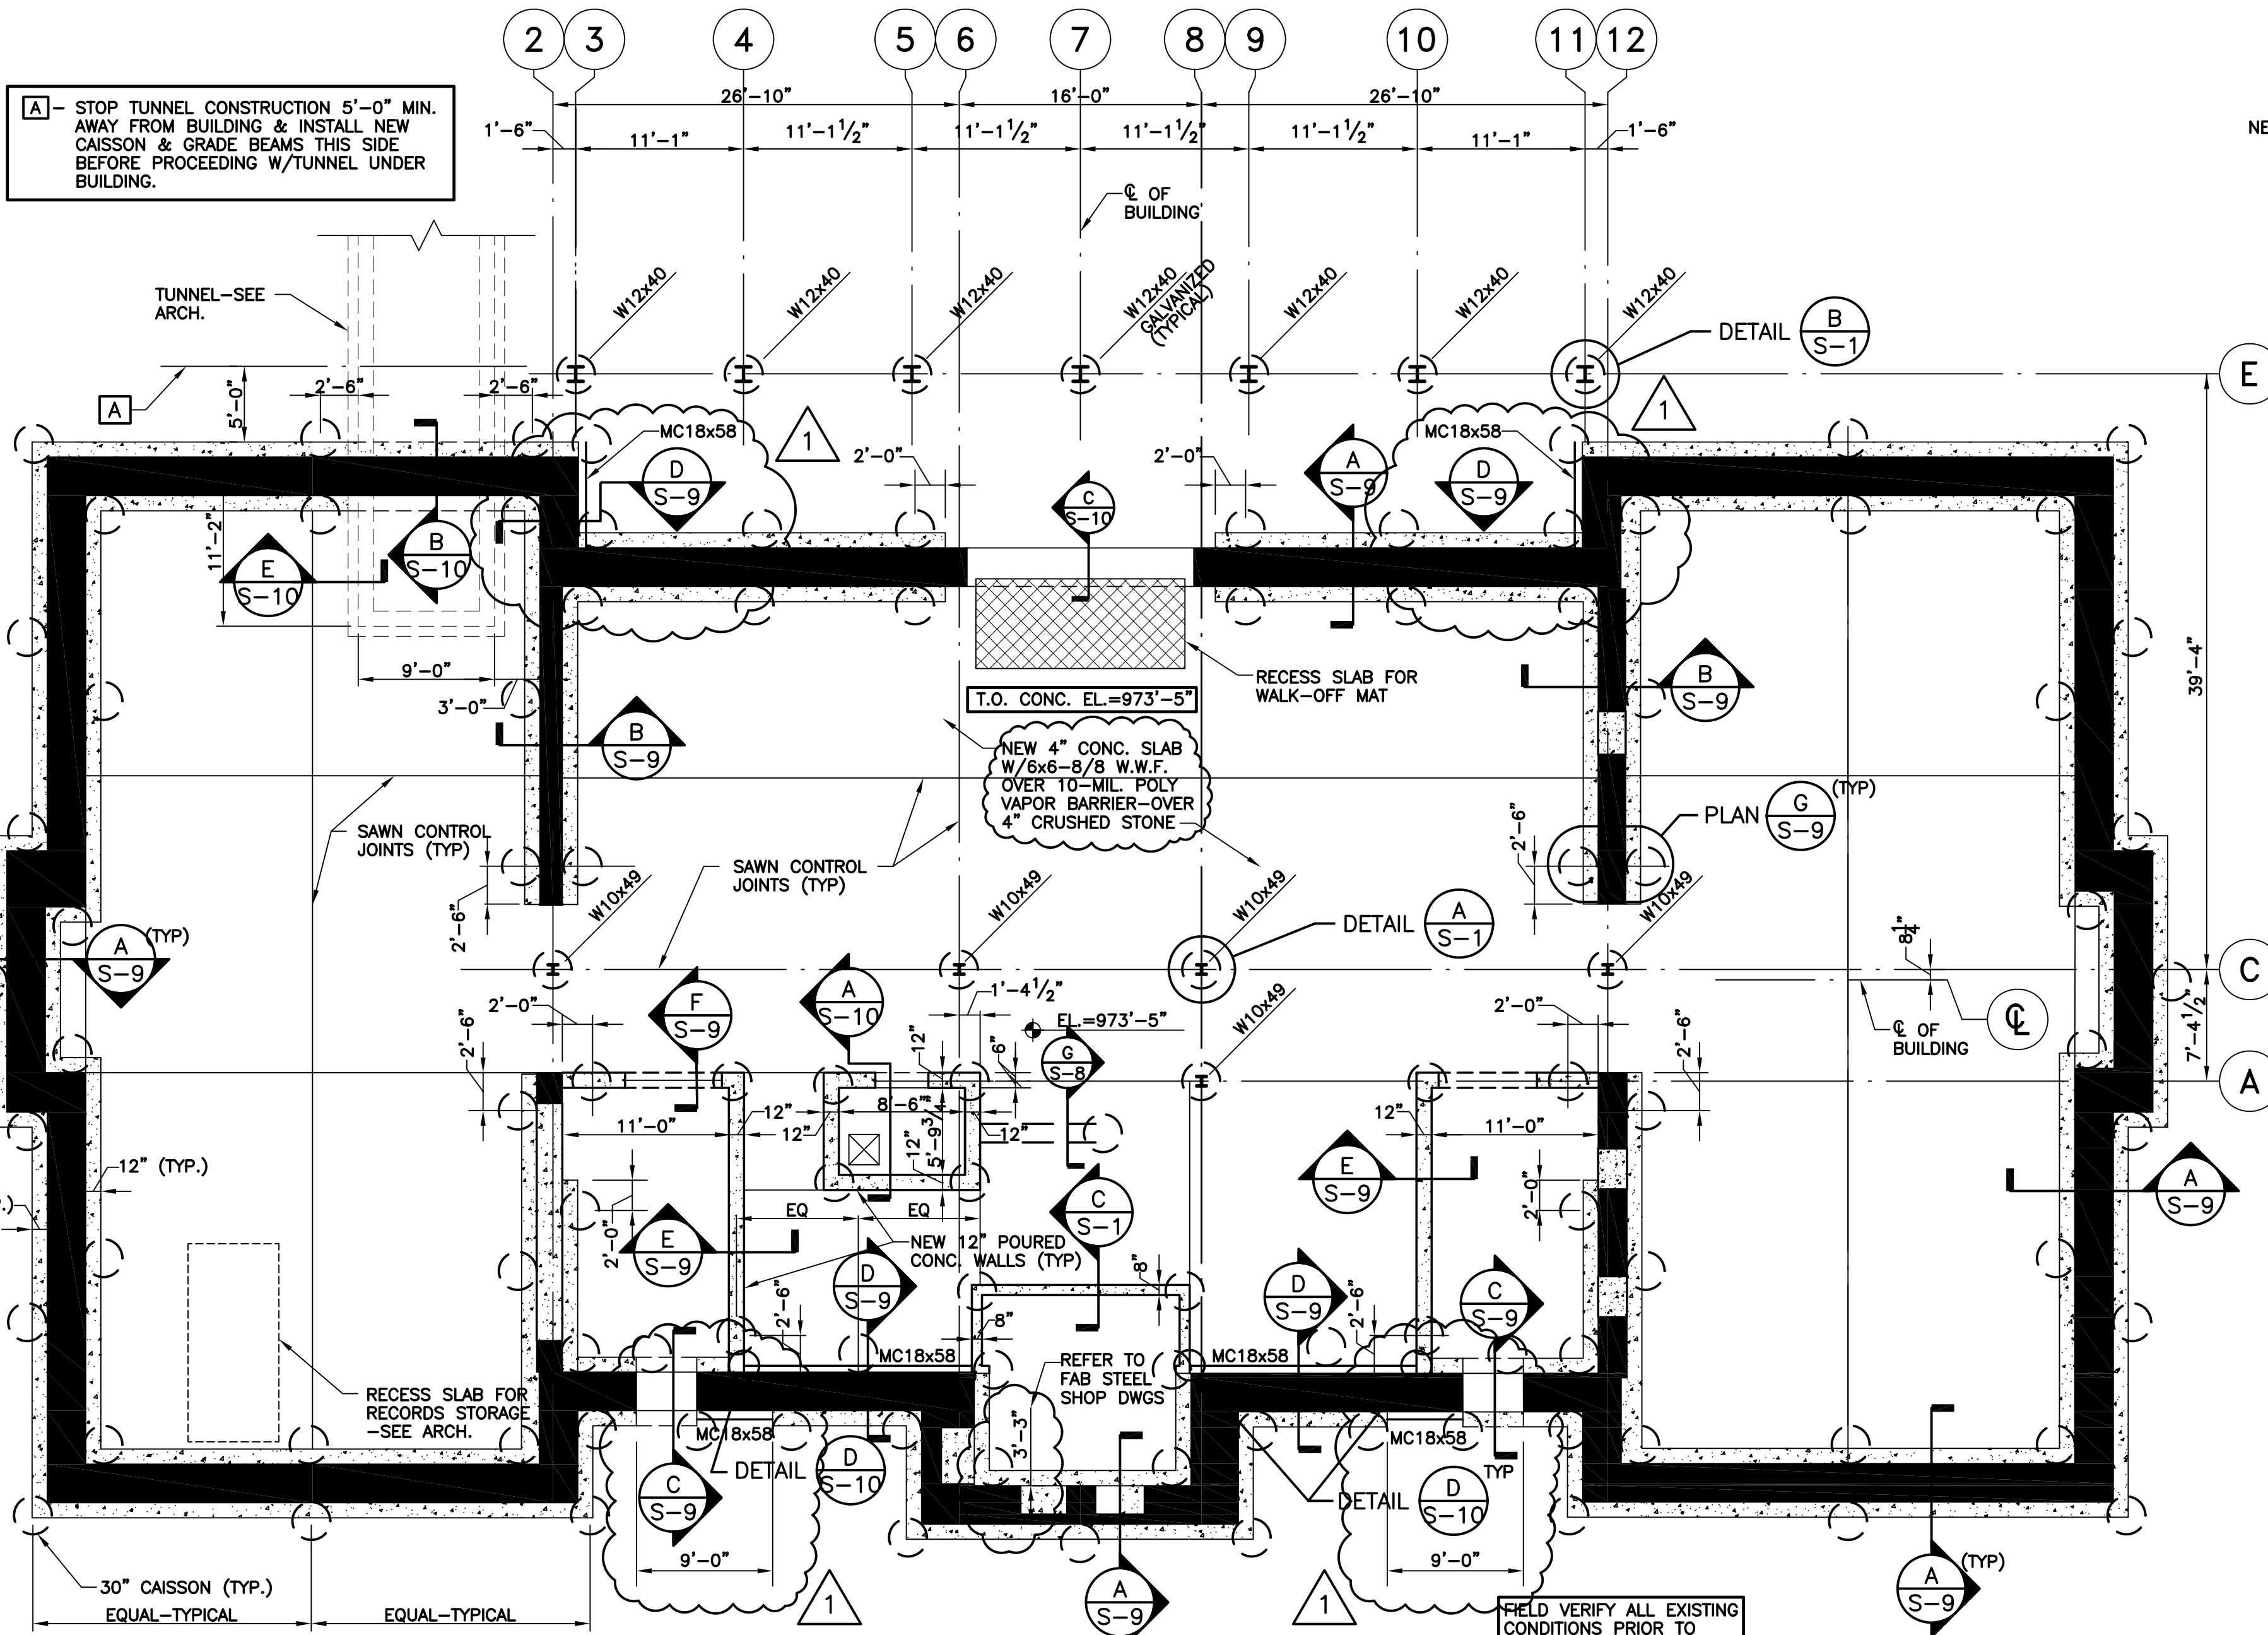 2 3 4 5 6 7 8 9 10 11 12
26'-10" 16'-0" 26'-10"
1'-6" 11'-1" 11'-1 1/2" 11'-1 1/2" 11'-1 1/2" 11'-1 1/2" 11'-1" 1'-6"
A - STOP TUNNEL CONSTRUCTION 5'-0" MIN.
AWAY FROM BUILDING & INSTALL NEW
CAISSON & GRADE BEAMS THIS SIDE
BEFORE PROCEEDING W/TUNNEL UNDER
BUILDING.
NE
℄ OF
BUILDING
TUNNEL-SEE
ARCH.
W12x40
W12x40
W12x40
W12x40
GALVANIZED
(TYPICAL)
W12x40
W12x40
W12x40
DETAIL B
S-1
E
A
5'-0"
2'-6" 2'-6"
MC18x58
1
D
S-9
2'-0"
C
S-10
2'-0"
A
S-9
MC18x58
D
S-9
1
11'-2"
E
S-10
B
S-10
9'-0"
3'-0"
B
S-9
RECESS SLAB FOR
WALK-OFF MAT
T.O. CONC. EL.=973'-5"
NEW 4" CONC. SLAB
W/6x6-8/8 W.W.F.
OVER 10-MIL. POLY
VAPOR BARRIER-OVER
4" CRUSHED STONE
B
S-9
39'-4"
PLAN G
S-9
(TYP)
2'-6"
SAWN CONTROL
JOINTS (TYP)
SAWN CONTROL
JOINTS (TYP)
2'-6"
W10x49
W10x49
W10x49
W10x49
DETAIL A
S-1
A
S-9
(TYP)
8 1/4"
C
℄ OF
BUILDING
℄
7'-4 1/2"
A
2'-6"
2'-0"
F
S-9
A
S-10
1'-4 1/2"
EL.=973'-5"
12"
6"
G
S-8
W10x49
2'-0"
2'-6"
11'-0"
12"
12"
8'-6"
12"
5'-9 3/4"
12"
12"
11'-0"
12" (TYP.)
.)
2'-0"
E
S-9
EQ EQ
NEW 12" POURED
CONC. WALLS (TYP)
C
S-1
E
S-9
2'-0"
A
S-9
D
S-9
2'-6"
8"
8"
D
S-9
2'-6"
C
S-9
MC18x58
REFER TO
FAB STEEL
SHOP DWGS
MC18x58
RECESS SLAB FOR
RECORDS STORAGE
-SEE ARCH.
3'-3"
MC18x58
DETAIL D
S-10
C
S-9
MC18x58
TYP
DETAIL D
S-10
9'-0"
1
9'-0"
1
A
S-9
A
S-9
(TYP)
30" CAISSON (TYP.)
EQUAL-TYPICAL EQUAL-TYPICAL
FIELD VERIFY ALL EXISTING
CONDITIONS PRIOR TO